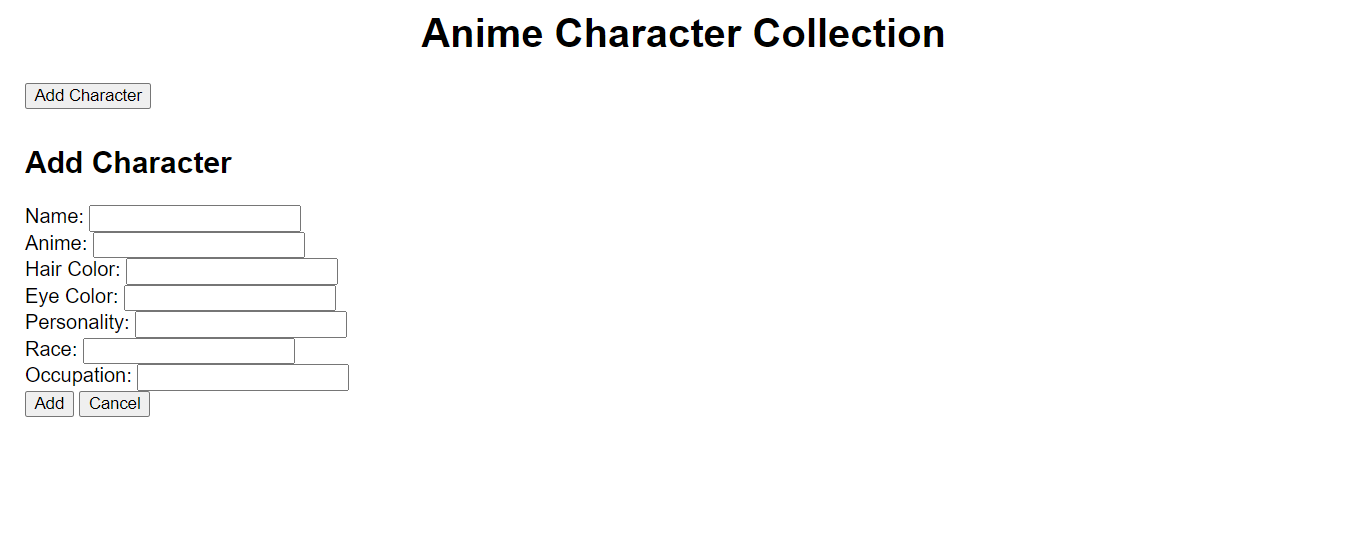 Anime Character Collection
Add Character
Add Character
Name:
Anime:
Hair Color:
Eye Color:
Personality:
Race:
Occupation:
Add Cancel